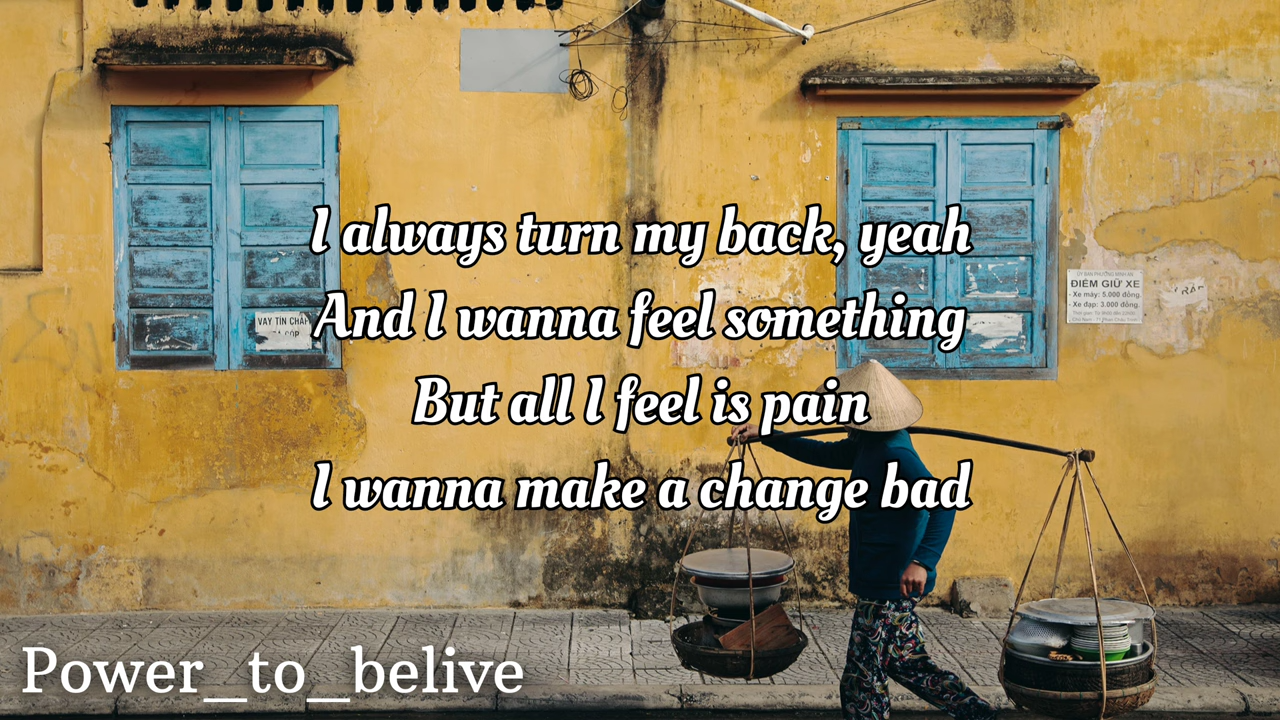 I always turn my back, yeah
And I wanna feel something
But all I feel is pain
I wanna make a change bad
VAY TÍN CHẤP
ỦY BAN PHƯỜNG MINH AN
ĐIỂM GIỮ XE
- Xe máy: 5.000 đồng
- Xe đạp: 3.000 đồng
Power_to_belive